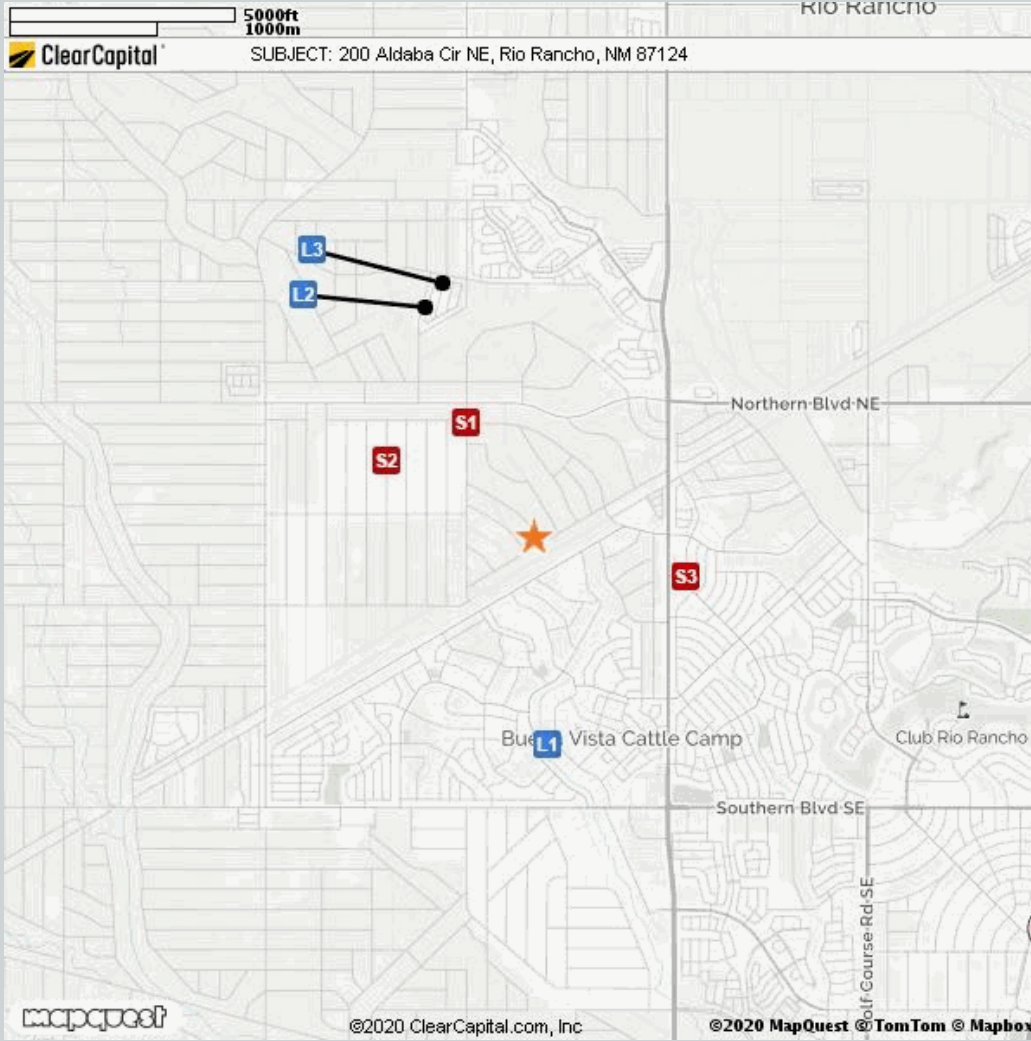 Rio Rancho
5000ft
1000m
ClearCapital
SUBJECT: 200 Aldaba Cir NE, Rio Rancho, NM 87124
L3
L2
Northern Blvd NE
S1
S2
S3
L1
Buena Vista Cattle Camp
Club Rio Rancho
Southern Blvd SE
Golf Course Rd SE
mapquest
©2020 ClearCapital.com, Inc
©2020 MapQuest © TomTom © Mapbox